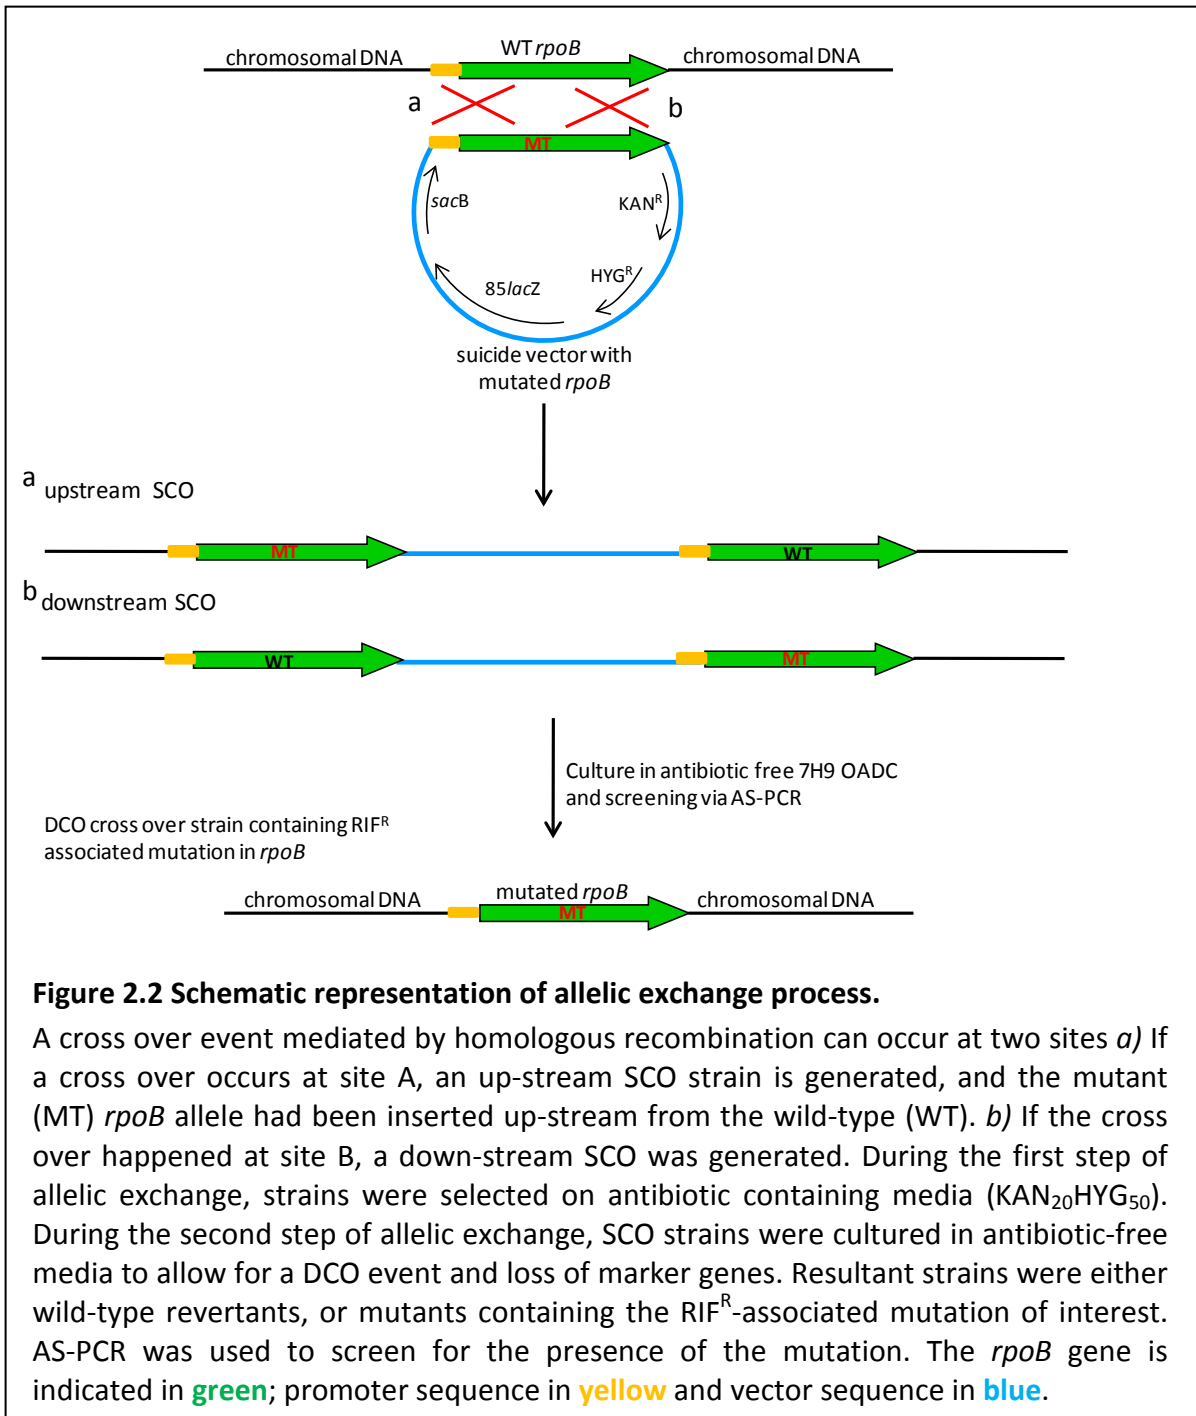 WT rpoB
chromosomal DNA
chromosomal DNA
a
b
MT
sacB
KANᴿ
HYGᴿ
85lacZ
suicide vector with
mutated rpoB
a upstream SCO
MT
WT
b downstream SCO
WT
MT
Culture in antibiotic free 7H9 OADC
and screening via AS-PCR
DCO cross over strain containing RIFᴿ
associated mutation in rpoB
mutated rpoB
chromosomal DNA
chromosomal DNA
MT
Figure 2.2 Schematic representation of allelic exchange process.
A cross over event mediated by homologous recombination can occur at two sites a) If
a cross over occurs at site A, an up-stream SCO strain is generated, and the mutant
(MT) rpoB allele had been inserted up-stream from the wild-type (WT). b) If the cross
over happened at site B, a down-stream SCO was generated. During the first step of
allelic exchange, strains were selected on antibiotic containing media (KAN₂₀HYG₅₀).
During the second step of allelic exchange, SCO strains were cultured in antibiotic-free
media to allow for a DCO event and loss of marker genes. Resultant strains were either
wild-type revertants, or mutants containing the RIFᴿ-associated mutation of interest.
AS-PCR was used to screen for the presence of the mutation. The rpoB gene is
indicated in green; promoter sequence in yellow and vector sequence in blue.